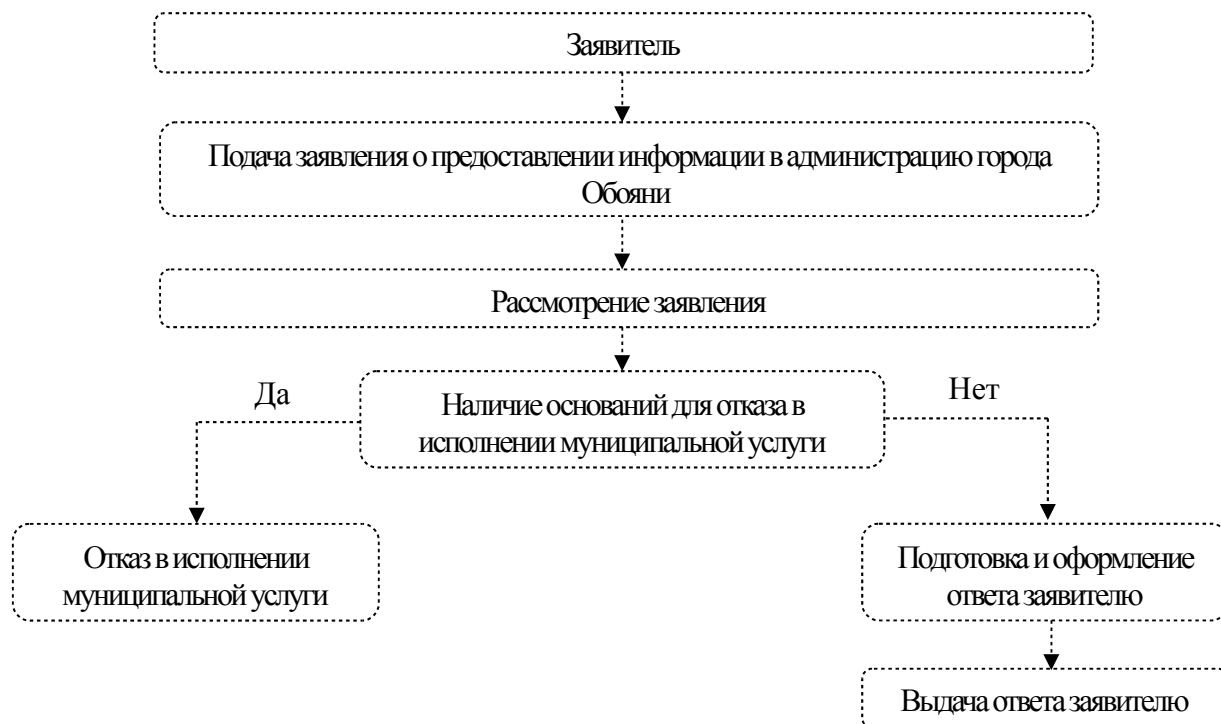 Заявитель
Подача заявления о предоставлении информации в администрацию города
Обояни
Рассмотрение заявления
Да
Наличие оснований для отказа в
исполнении муниципальной услуги
Нет
Отказ в исполнении
муниципальной услуги
Подготовка и оформление
ответа заявителю
Выдача ответа заявителю